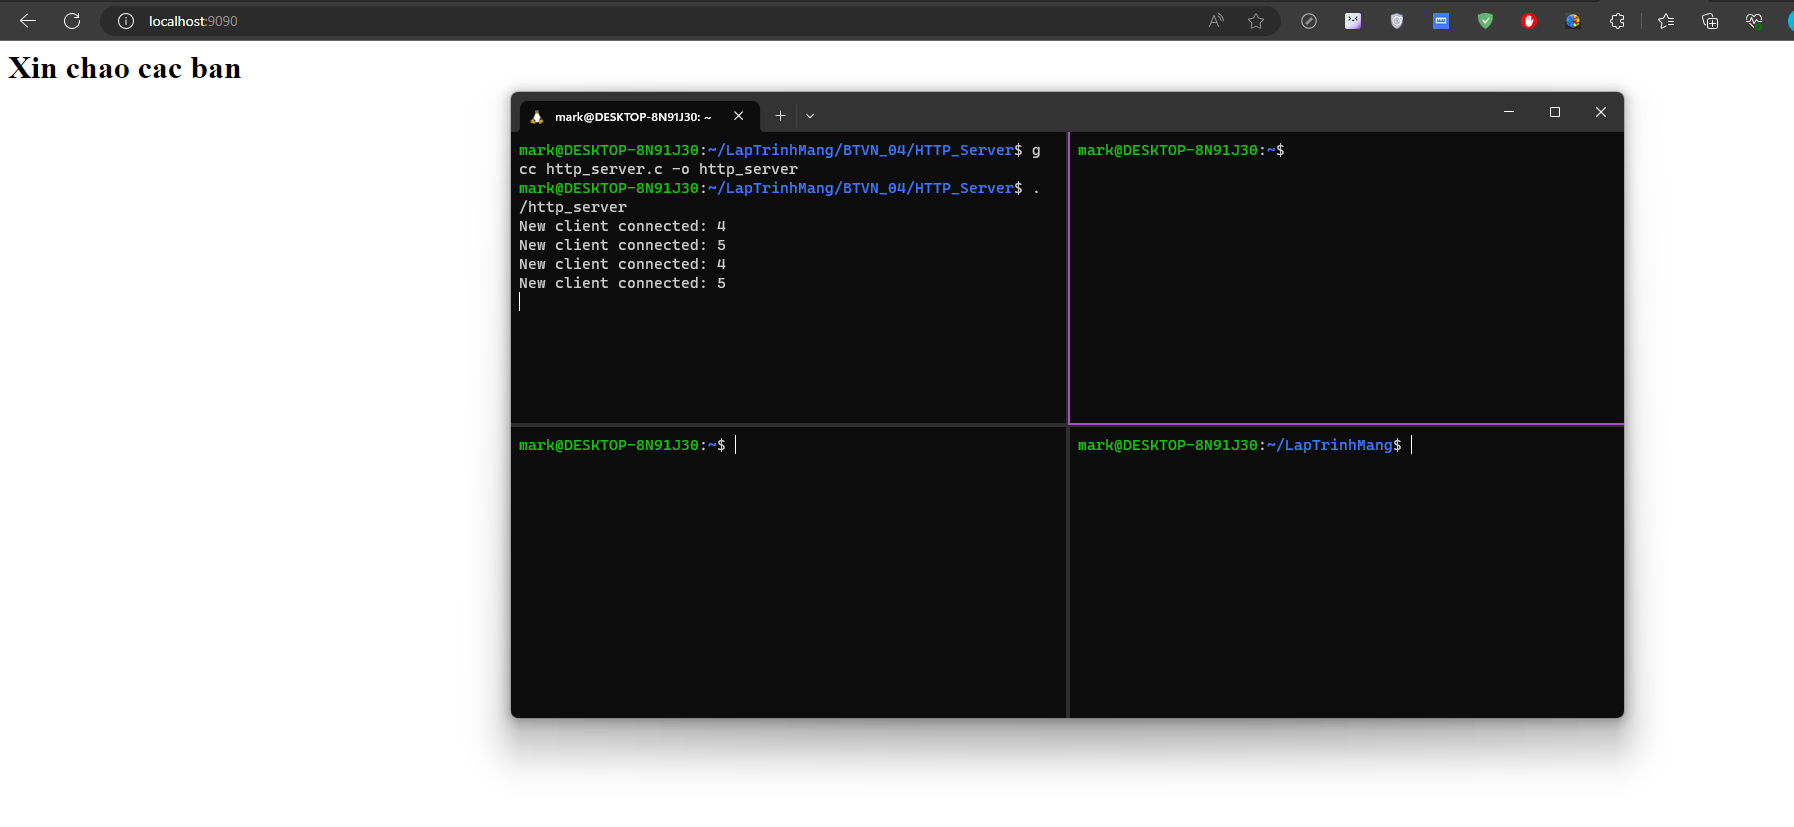 localhost:9090
Xin chao cac ban
mark@DESKTOP-8N91J30: ~
mark@DESKTOP-8N91J30:~/LapTrinhMang/BTVN_04/HTTP_Server$ g
cc http_server.c -o http_server
mark@DESKTOP-8N91J30:~/LapTrinhMang/BTVN_04/HTTP_Server$ .
/http_server
New client connected: 4
New client connected: 5
New client connected: 4
New client connected: 5
mark@DESKTOP-8N91J30:~$
mark@DESKTOP-8N91J30:~$
mark@DESKTOP-8N91J30:~/LapTrinhMang$